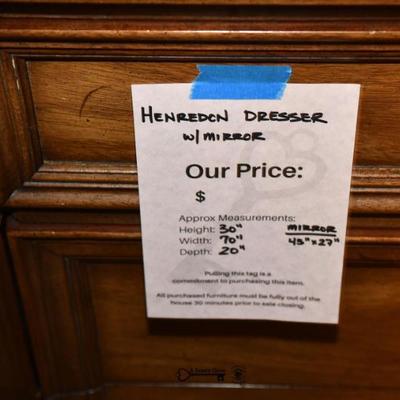 HENREDON DRESSER
W/MIRROR
Our Price:
$
Approx Measurements:
Height: 30"
Width: 70"
Depth: 20"
MIRROR
45" x 27"
Pulling this tag is a
commitment to purchasing this item.
All purchased furniture must be fully out of the
house 30 minutes prior to sale closing.